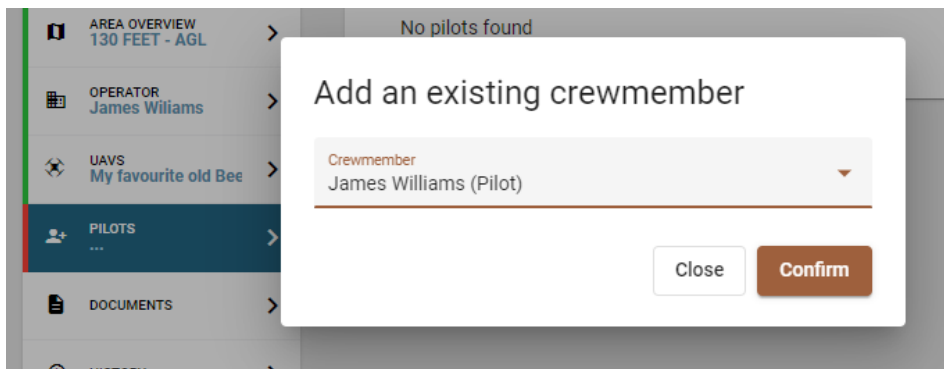 AREA OVERVIEW
130 FEET - AGL
OPERATOR
James Wiliams
UAVS
My favourite old Bee
PILOTS
...
DOCUMENTS
No pilots found
Add an existing crewmember
Crewmember
James Williams (Pilot)
Close
Confirm